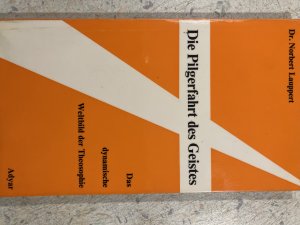 Dr. Norbert Lauppert
Die Pilgerfahrt des Geistes
Das
dynamische
Weltbild der Theosophie
Adyar